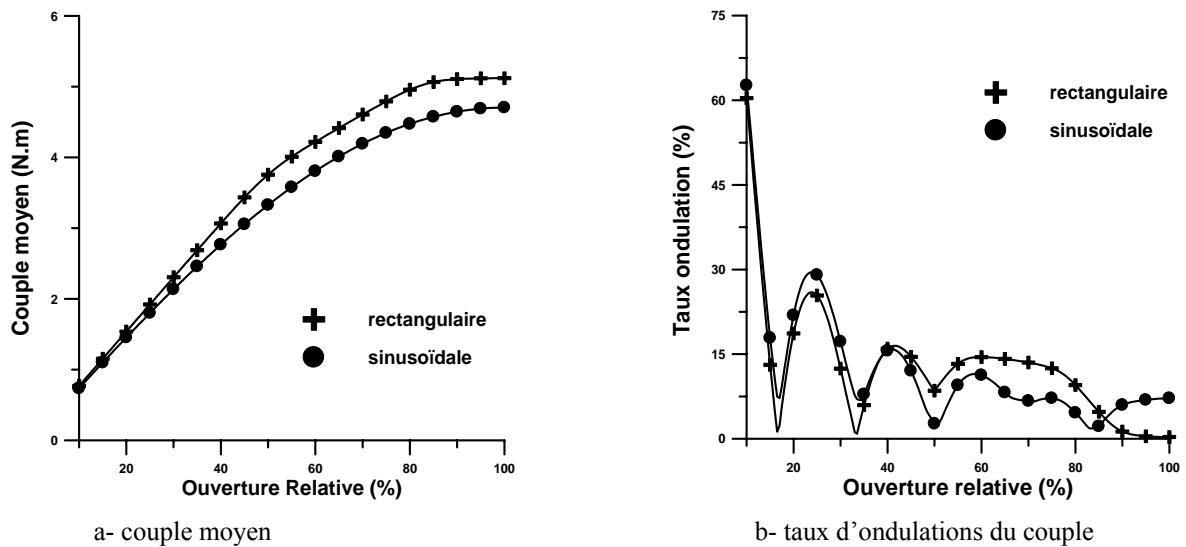 6
4
2
0
Couple moyen (N.m)
rectangulaire
sinusoïdale
20 40 60 80 100
Ouverture Relative (%)
a- couple moyen
75
60
45
30
15
0
Taux ondulation (%)
rectangulaire
sinusoïdale
20 40 60 80 100
Ouverture relative (%)
b- taux d’ondulations du couple